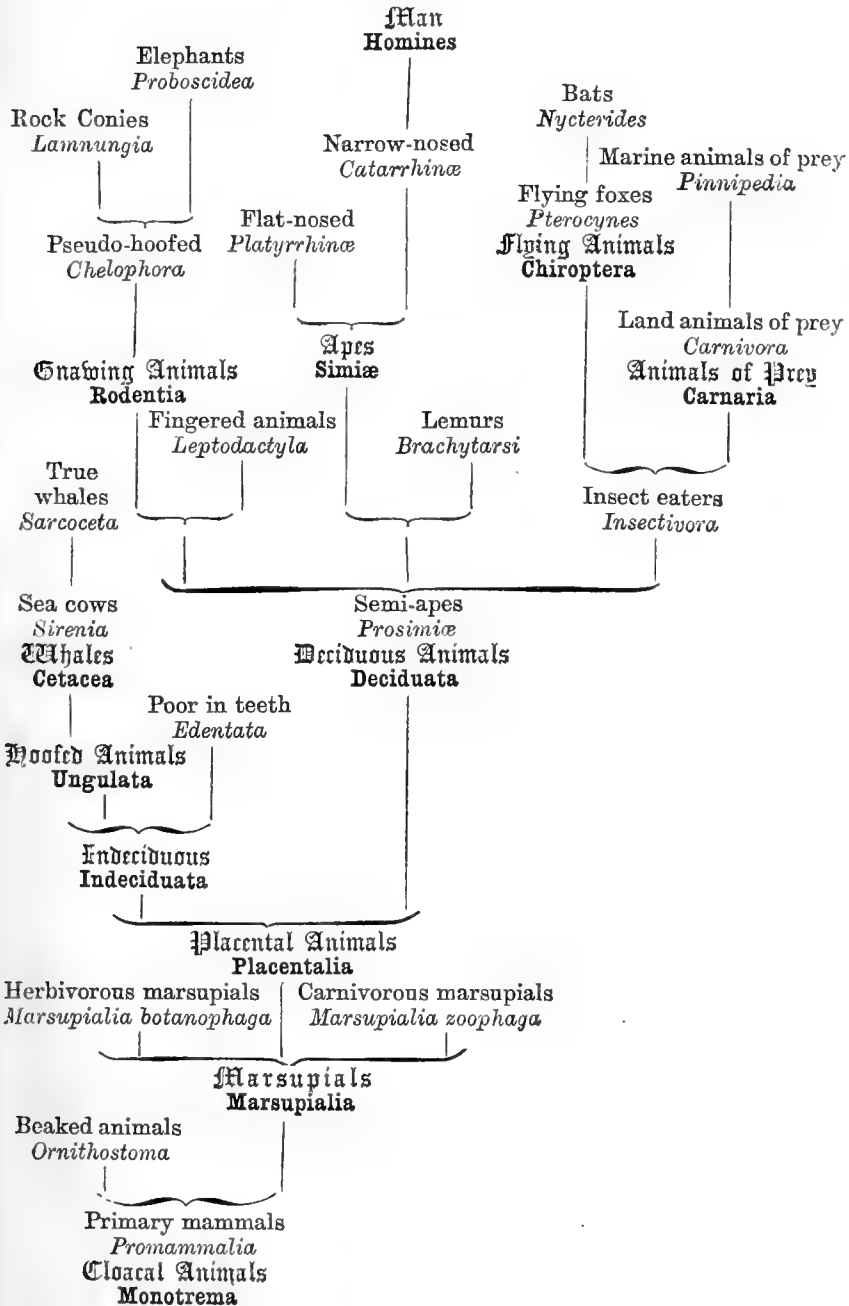 Man
Homines
Elephants
Proboscidea
Bats
Nycterides
Rock Conies
Lamnungia
Narrow-nosed
Catarrhinæ
Marine animals of prey
Pinnipedia
Flying foxes
Pterocynes
Flying Animals
Chiroptera
Flat-nosed
Platyrrhinæ
Pseudo-hoofed
Chelophora
Land animals of prey
Carnivora
Animals of Prey
Carnaria
Apes
Simiæ
Gnawing Animals
Rodentia
Fingered animals
Leptodactyla
Lemurs
Brachytarsi
True
whales
Sarcoceta
Insect eaters
Insectivora
Sea cows
Sirenia
Whales
Cetacea
Semi-apes
Prosimiæ
Deciduous Animals
Deciduata
Poor in teeth
Edentata
Hoofed Animals
Ungulata
Indeciduous
Indeciduata
Placental Animals
Placentalia
Herbivorous marsupials
Marsupialia botanophaga
Carnivorous marsupials
Marsupialia zoophaga
Marsupials
Marsupialia
Beaked animals
Ornithostoma
Primary mammals
Promammalia
Cloacal Animals
Monotrema